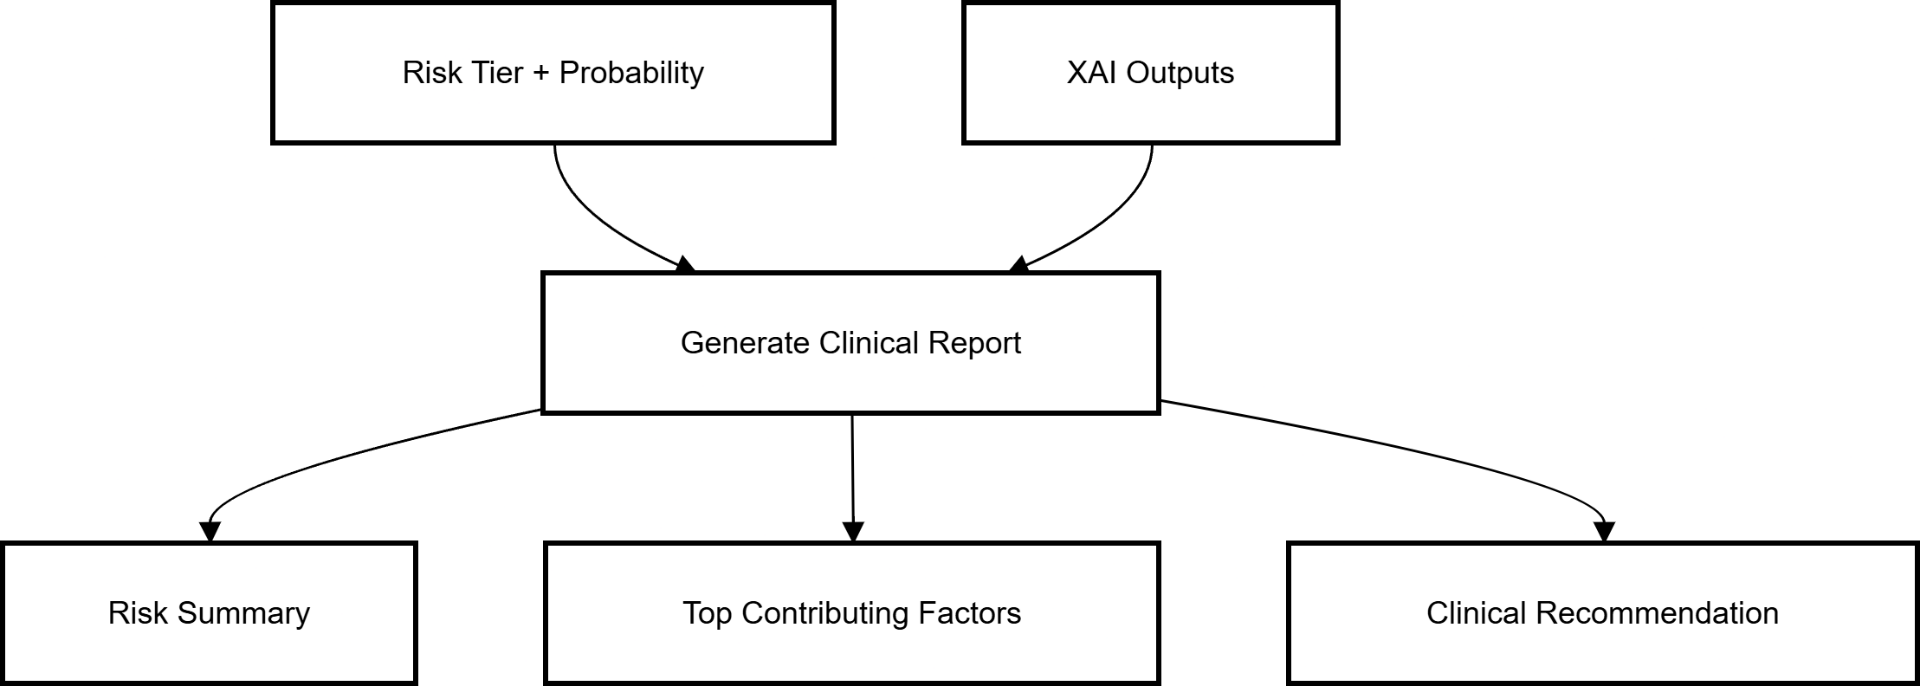 Risk Tier + Probability
XAI Outputs
Generate Clinical Report
Risk Summary
Top Contributing Factors
Clinical Recommendation